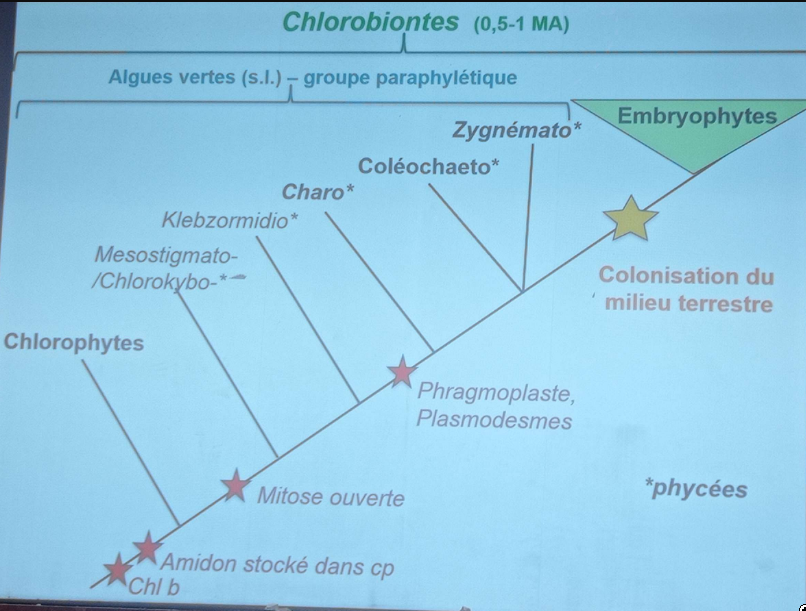 Chlorobiontes (0,5-1 MA)
Algues vertes (s.l.) – groupe paraphylétique
Embryophytes
Zygnémato*
Coléochaeto*
Charo*
Klebzormidio*
Mesostigmato-
/Chlorokybo-*
Colonisation du
milieu terrestre
Chlorophytes
Phragmoplaste,
Plasmodesmes
*phycées
Mitose ouverte
Amidon stocké dans cp
Chl b